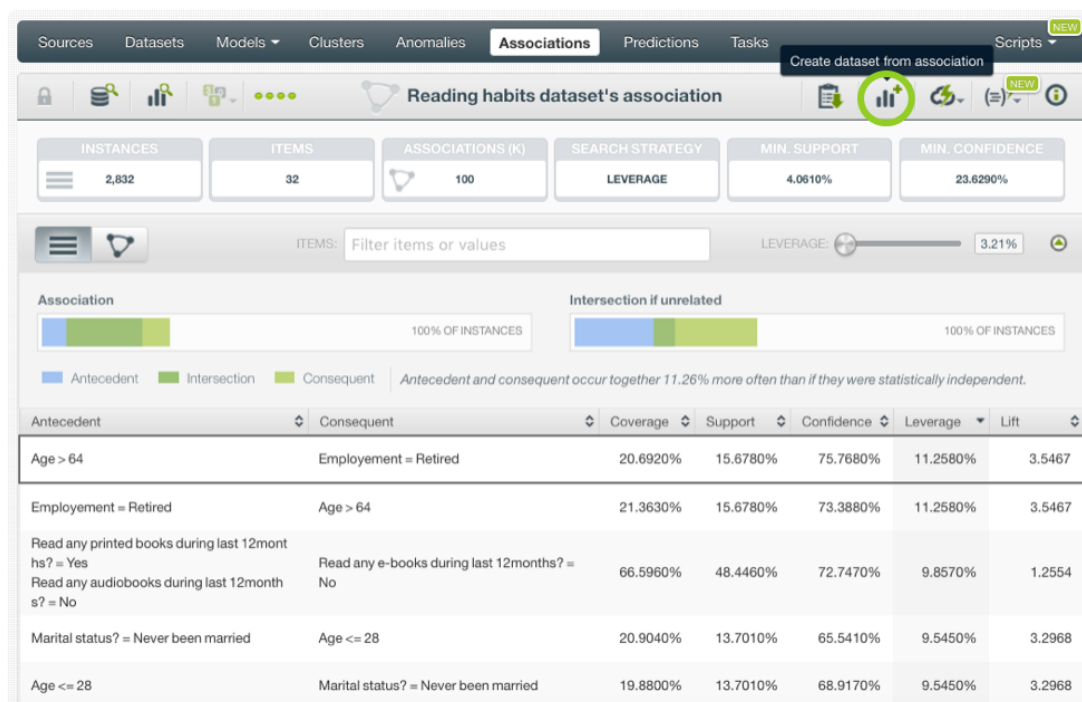 NEW
Sources Datasets Models Clusters Anomalies Associations Predictions Tasks Scripts
Create dataset from association
Reading habits dataset's association NEW
INSTANCES ITEMS ASSOCIATIONS (K) SEARCH STRATEGY MIN. SUPPORT MIN. CONFIDENCE
2,832 32 100 LEVERAGE 4.0610% 23.6290%
ITEMS: Filter items or values LEVERAGE: 3.21%
Association Intersection if unrelated
100% OF INSTANCES 100% OF INSTANCES
Antecedent Intersection Consequent Antecedent and consequent occur together 11.26% more often than if they were statistically independent.
Antecedent Consequent Coverage Support Confidence Leverage Lift
Age > 64 Employement = Retired 20.6920% 15.6780% 75.7680% 11.2580% 3.5467
Employement = Retired Age > 64 21.3630% 15.6780% 73.3880% 11.2580% 3.5467
Read any printed books during last 12mont
hs? = Yes
Read any audiobooks during last 12month
s? = No
Read any e-books during last 12months? =
No
66.5960% 48.4460% 72.7470% 9.8570% 1.2554
Marital status? = Never been married Age <= 28 20.9040% 13.7010% 65.5410% 9.5450% 3.2968
Age <= 28 Marital status? = Never been married 19.8800% 13.7010% 68.9170% 9.5450% 3.2968